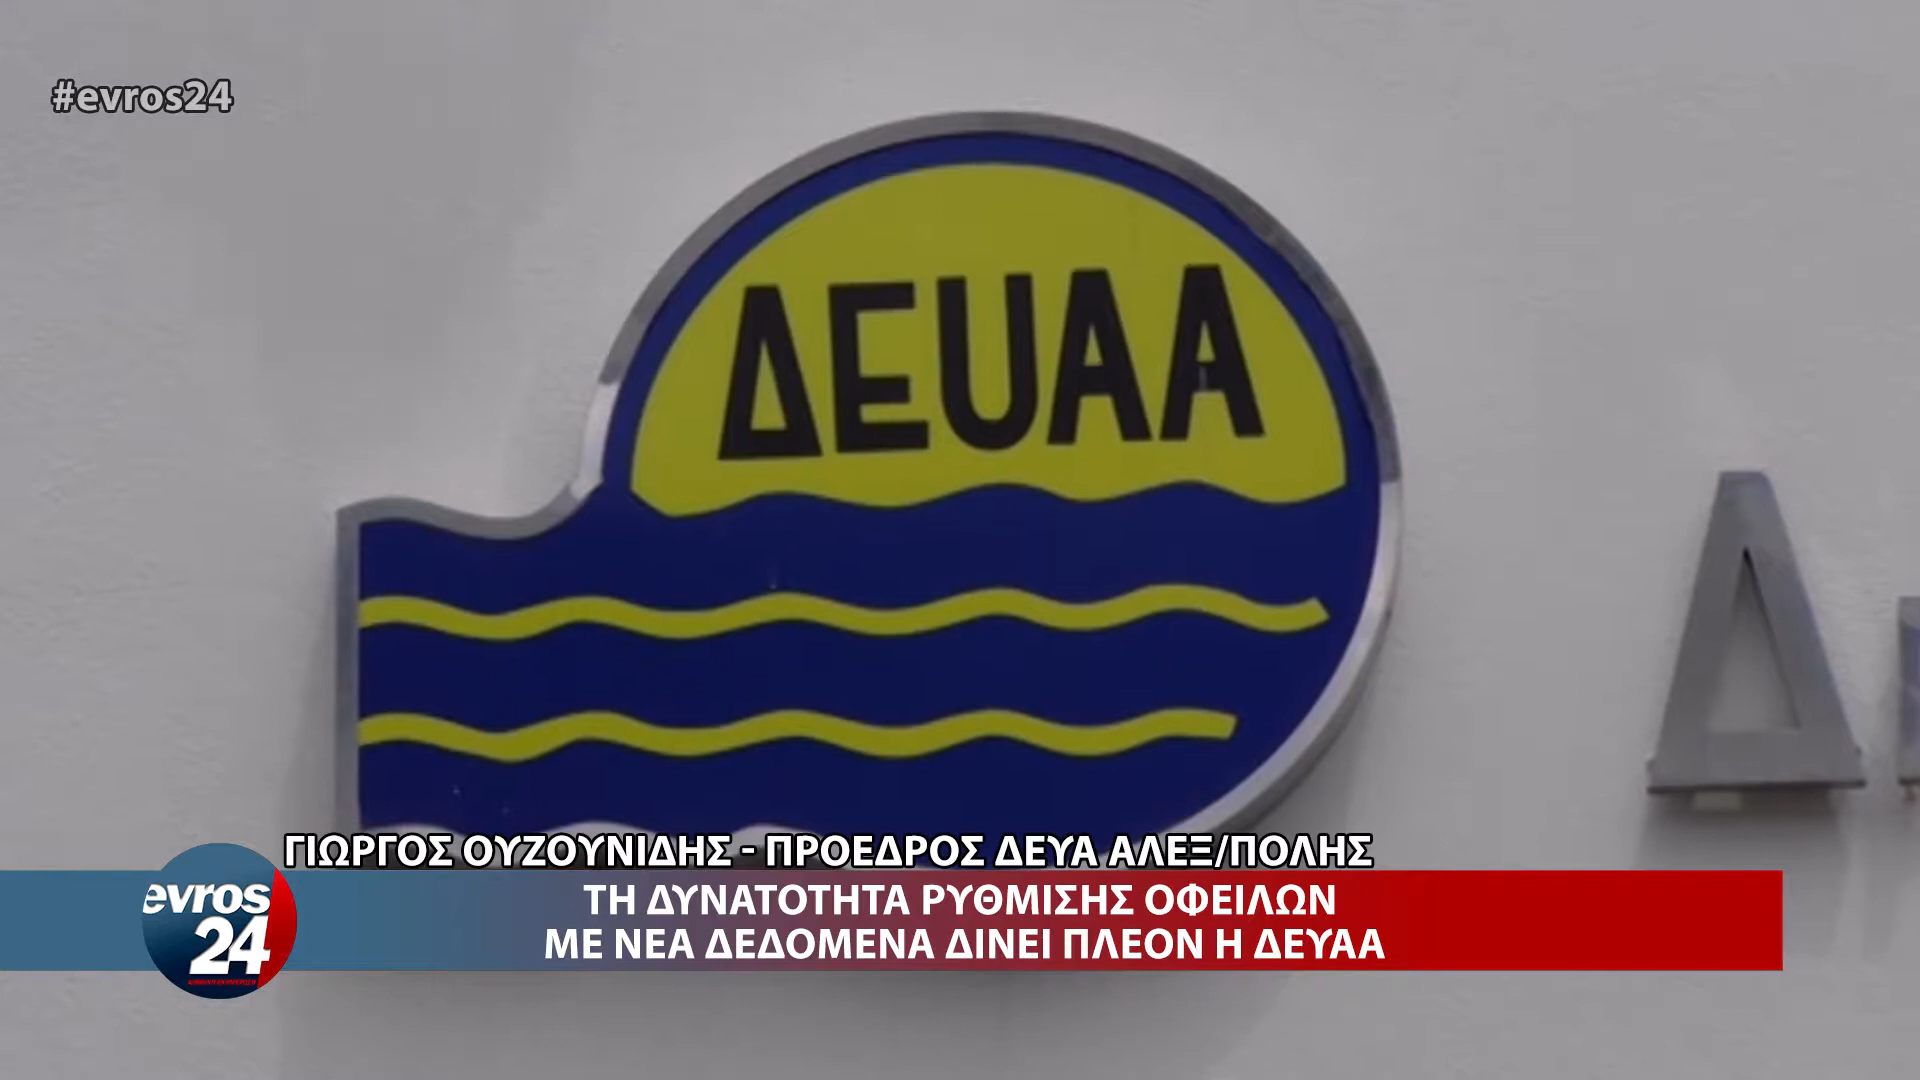 #evros24
ΔΕUAA
Δ
ΓΙΩΡΓΟΣ ΟΥΖΟΥΝΙΔΗΣ - ΠΡΟΕΔΡΟΣ ΔΕΥΑ ΑΛΕΞ/ΠΟΛΗΣ
evros
24
ΤΗ ΔΥΝΑΤΟΤΗΤΑ ΡΥΘΜΙΣΗΣ ΟΦΕΙΛΩΝ
ΜΕ ΝΕΑ ΔΕΔΟΜΕΝΑ ΔΙΝΕΙ ΠΛΕΟΝ Η ΔΕΥΑΑ